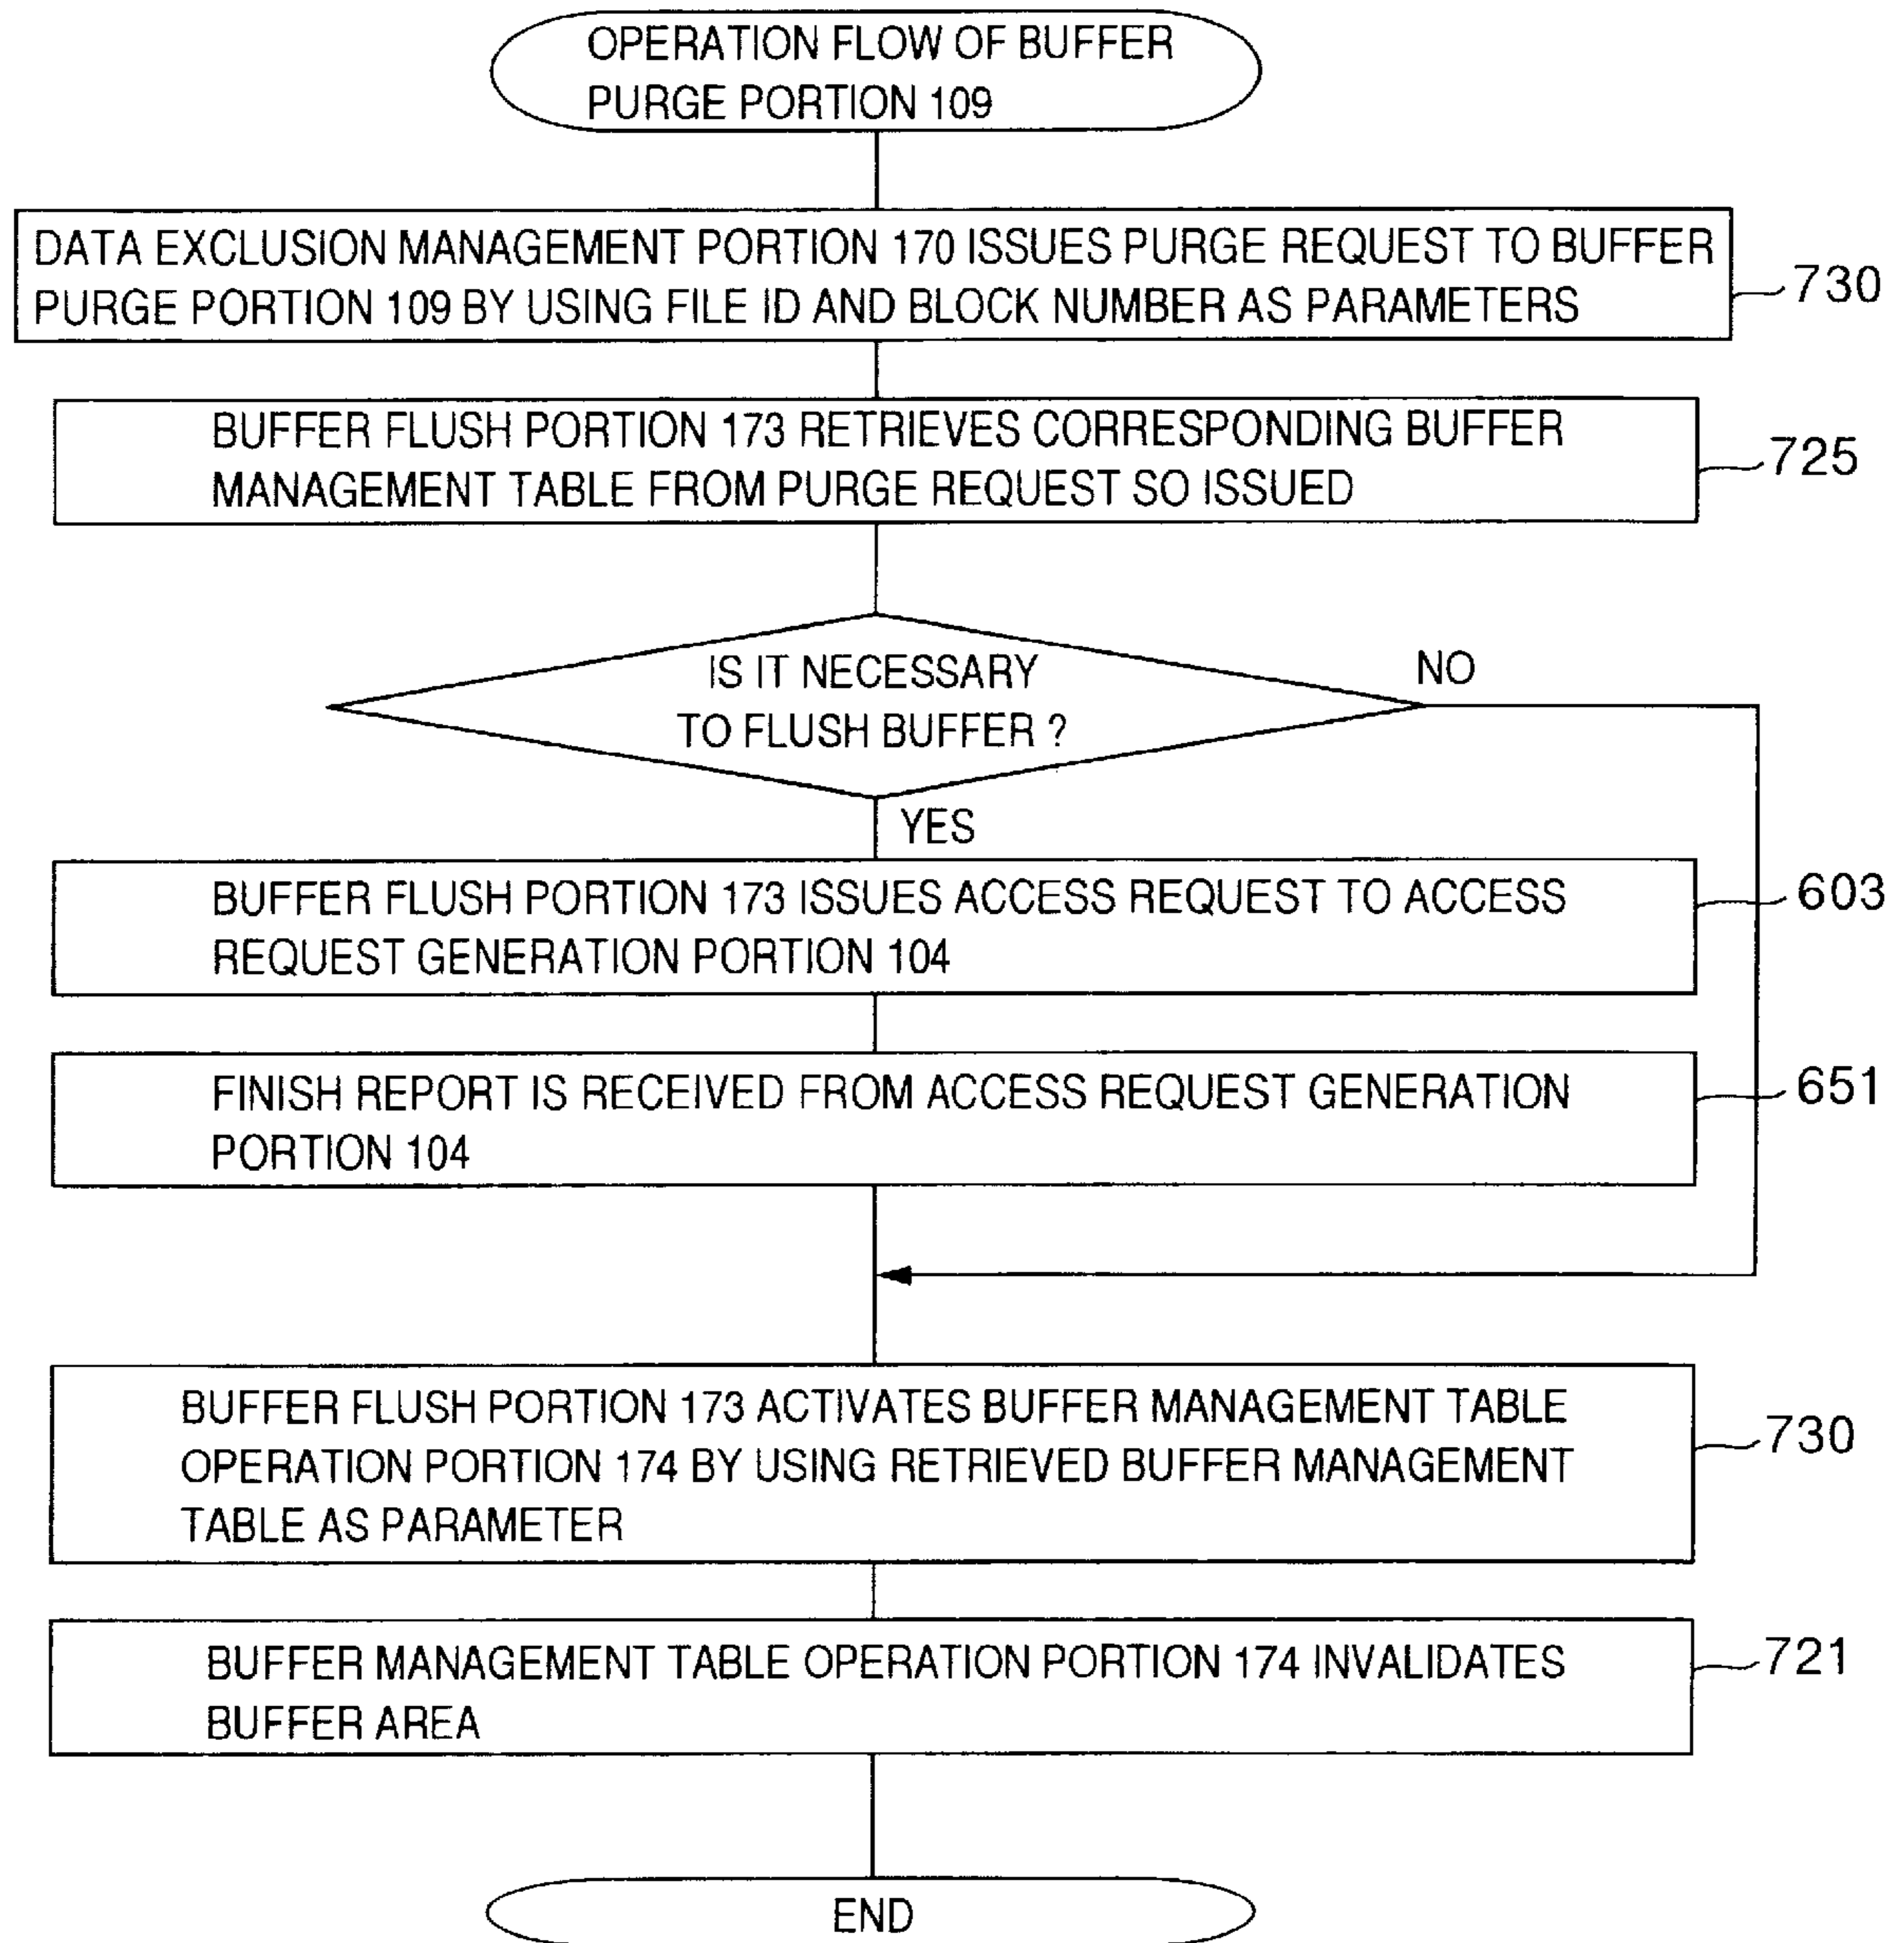 OPERATION FLOW OF BUFFER
PURGE PORTION 109
DATA EXCLUSION MANAGEMENT PORTION 170 ISSUES PURGE REQUEST TO BUFFER
PURGE PORTION 109 BY USING FILE ID AND BLOCK NUMBER AS PARAMETERS
730
BUFFER FLUSH PORTION 173 RETRIEVES CORRESPONDING BUFFER
MANAGEMENT TABLE FROM PURGE REQUEST SO ISSUED
725
IS IT NECESSARY
TO FLUSH BUFFER ?
NO
YES
BUFFER FLUSH PORTION 173 ISSUES ACCESS REQUEST TO ACCESS
REQUEST GENERATION PORTION 104
603
FINISH REPORT IS RECEIVED FROM ACCESS REQUEST GENERATION
PORTION 104
651
BUFFER FLUSH PORTION 173 ACTIVATES BUFFER MANAGEMENT TABLE
OPERATION PORTION 174 BY USING RETRIEVED BUFFER MANAGEMENT
TABLE AS PARAMETER
730
BUFFER MANAGEMENT TABLE OPERATION PORTION 174 INVALIDATES
BUFFER AREA
721
END